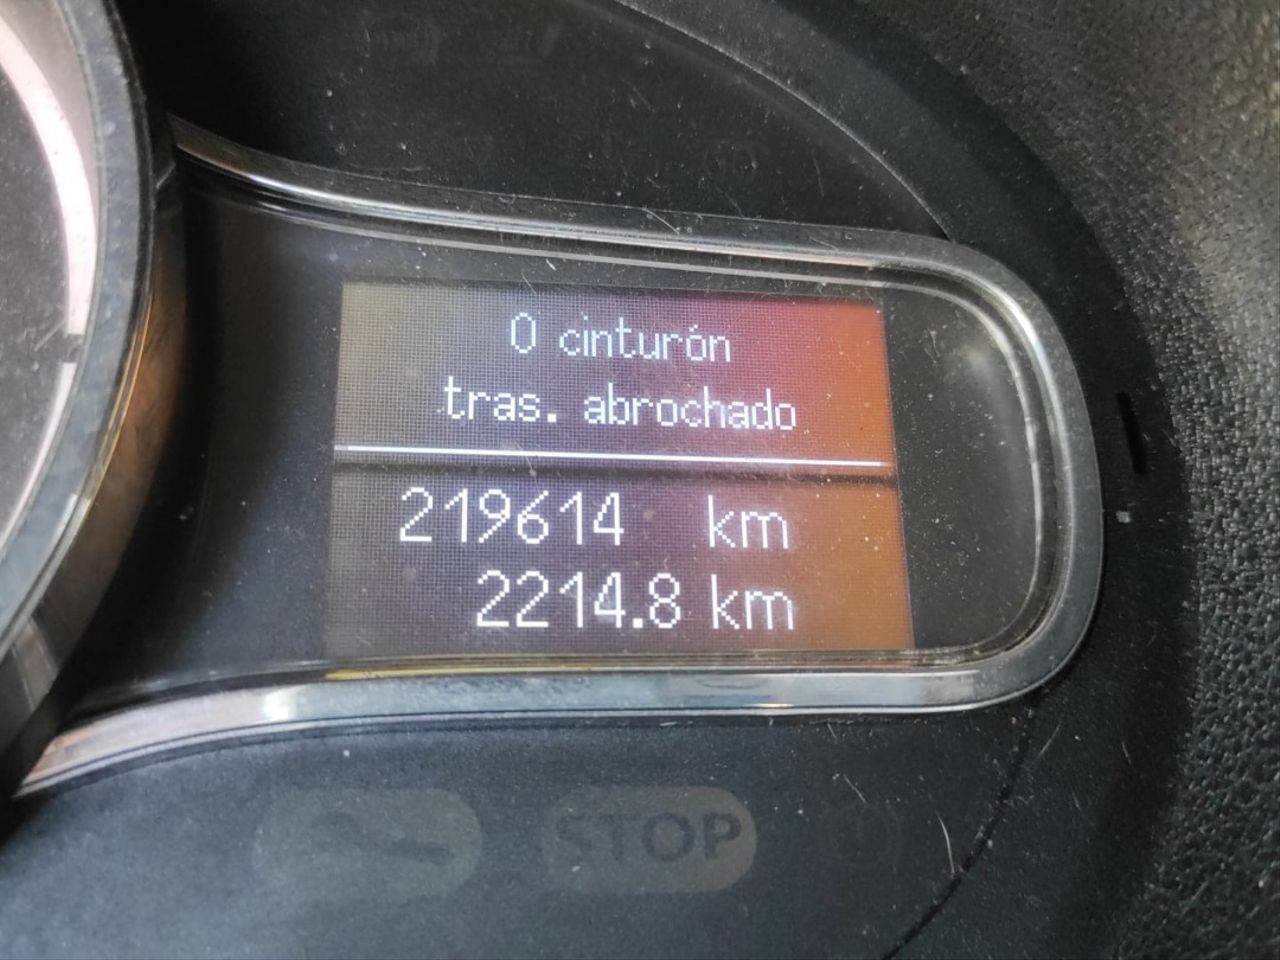 0 cinturón
tras. abrochado
219614 km
2214.8 km
STOP